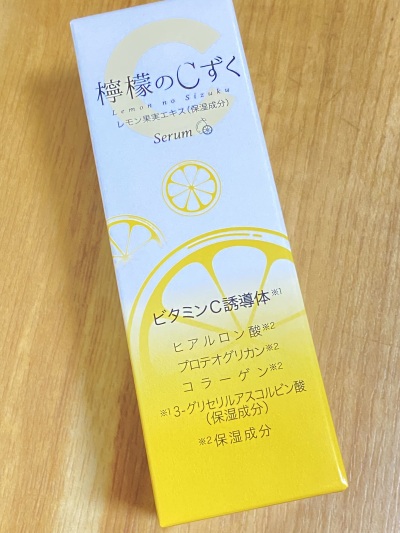 檸檬のCずく
Lemon no Sizuku
レモン果実エキス(保湿成分)
Serum
ビタミンC誘導体※1
ヒアルロン酸※2
プロテオグリカン※2
コラーゲン※2
※1 3-グリセリルアスコルビン酸
(保湿成分)
※2 保湿成分